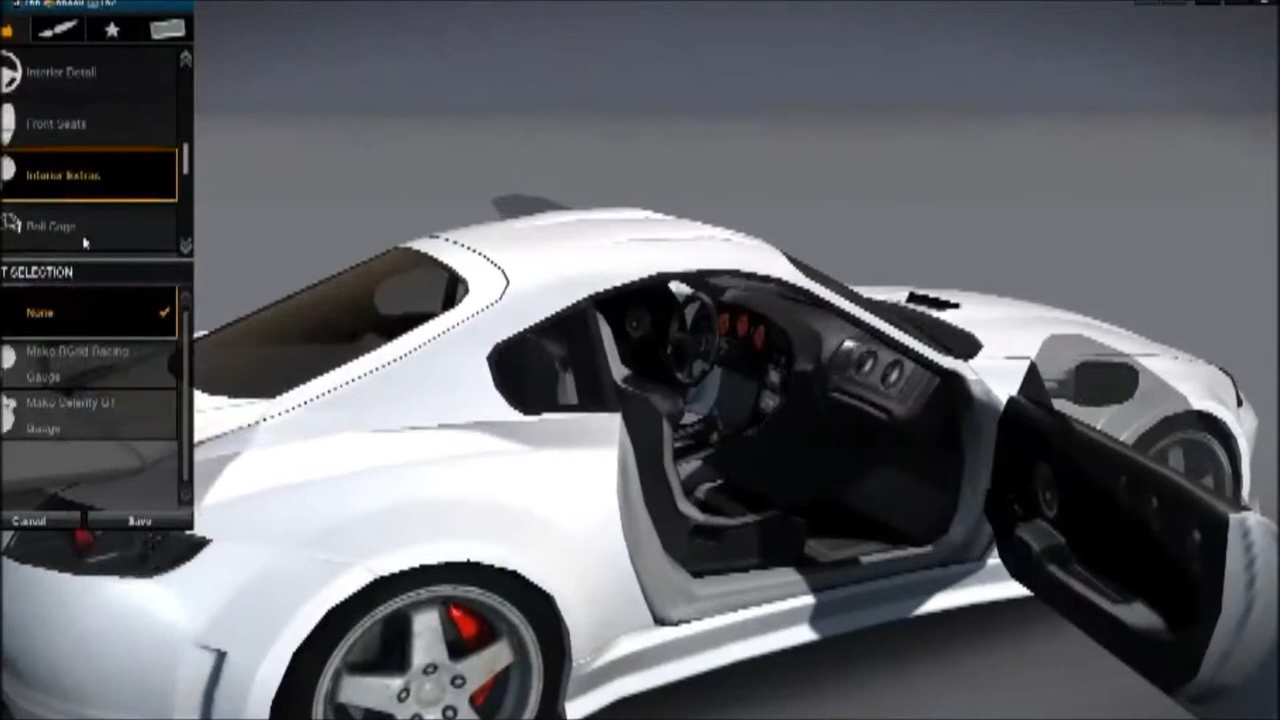 Interior Detail
Front Seats
Interior Extras
Roll Cage
T SELECTION
None
Mako
Racing
Gauge
Mako Celerity GT
Gauge
Cancel
Save